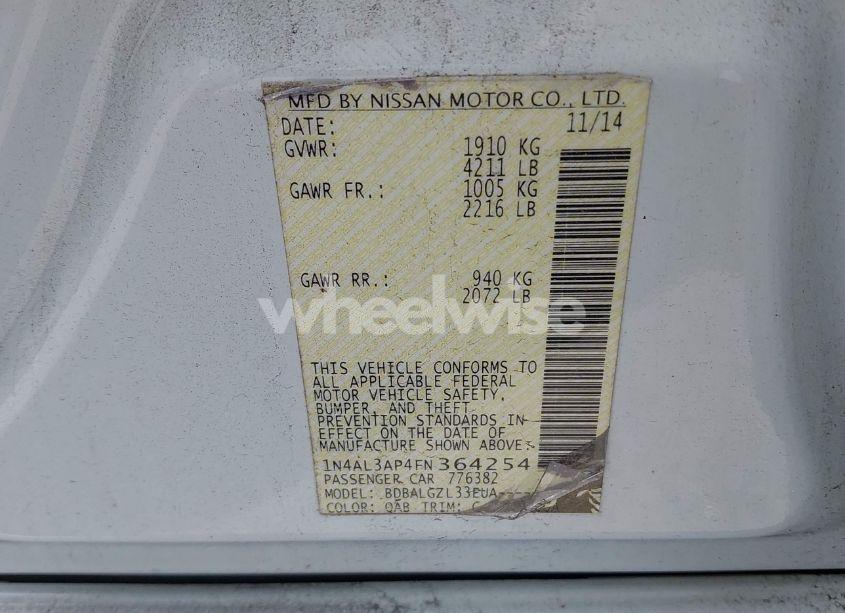 MFD BY NISSAN MOTOR CO., LTD.
DATE: 11/14
GVWR: 1910 KG
4211 LB
GAWR FR.: 1005 KG
2216 LB
GAWR RR.: 940 KG
2072 LB
wheelwise
THIS VEHICLE CONFORMS TO
ALL APPLICABLE FEDERAL
MOTOR VEHICLE SAFETY,
BUMPER, AND THEFT
PREVENTION STANDARDS IN
EFFECT ON THE DATE OF
MANUFACTURE SHOWN ABOVE:
1N4AL3AP4FN364254
PASSENGER CAR 776382
MODEL: BDBALGZL33EUA----
COLOR: QAB TRIM: